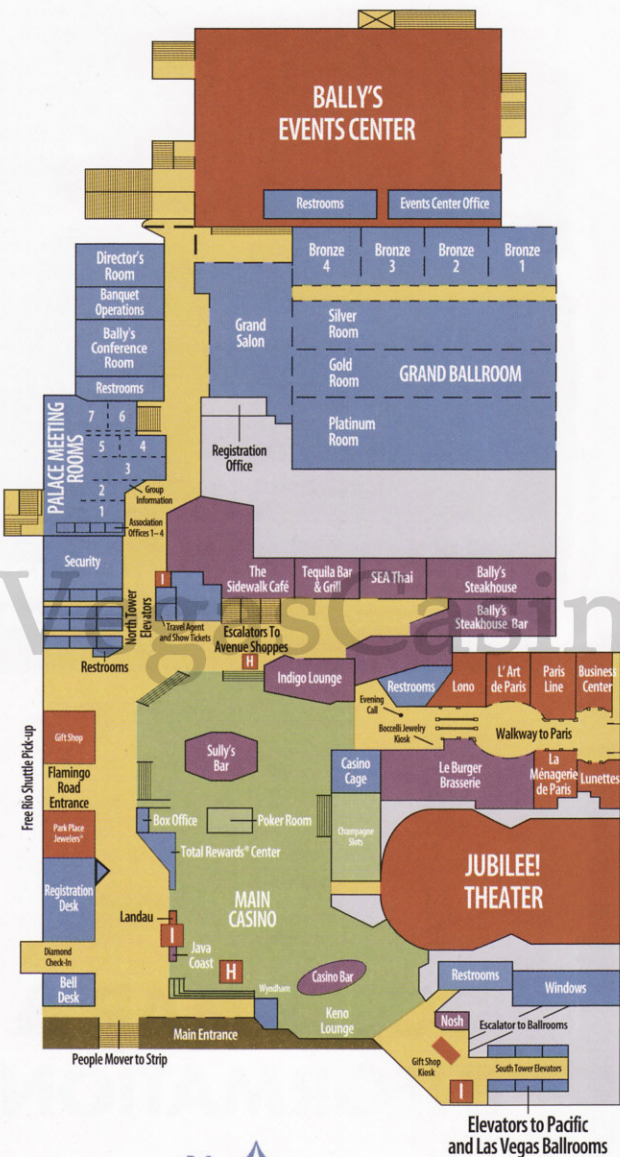 BALLY'S
EVENTS CENTER
Restrooms
Events Center Office
Bronze
4
Bronze
3
Bronze
2
Bronze
1
Director's
Room
Banquet
Operations
Bally's
Conference
Room
Restrooms
Grand
Salon
Silver
Room
Gold
Room
GRAND BALLROOM
Platinum
Room
PALACE MEETING
ROOMS
7
6
5
4
3
2
1
Registration
Office
Group
Information
Association
Offices 1-4
Security
The
Sidewalk Café
Tequila Bar
& Grill
SEA Thai
Bally's
Steakhouse
Bally's
Steakhouse Bar
VegasCasin
I
North Tower
Elevators
Travel Agent
and Show Tickets
Escalators To
Avenue Shoppes
H
Restrooms
Indigo Lounge
Restrooms
Lono
L' Art
de Paris
Paris
Line
Business
Center
Evening
Call
Boccelli Jewelry
Kiosk
Walkway to Paris
Free Rio Shuttle Pick-up
Gift Shop
Flamingo
Road
Entrance
Park Place
Jewelers®
Sully's
Bar
Casino
Cage
Le Burger
Brasserie
La
Ménagerie
de Paris
Lunettes
Box Office
Poker Room
Champagne
Slots
Total Rewards® Center
JUBILEE!
THEATER
Registration
Desk
MAIN
CASINO
Landau
I
Java
Coast
H
Diamond
Check-In
Bell
Desk
Casino Bar
Wyndham
Keno
Lounge
Restrooms
Windows
Main Entrance
Nosh
Escalator to Ballrooms
People Mover to Strip
Gift Shop
Kiosk
South Tower Elevators
I
Elevators to Pacific
and Las Vegas Ballrooms